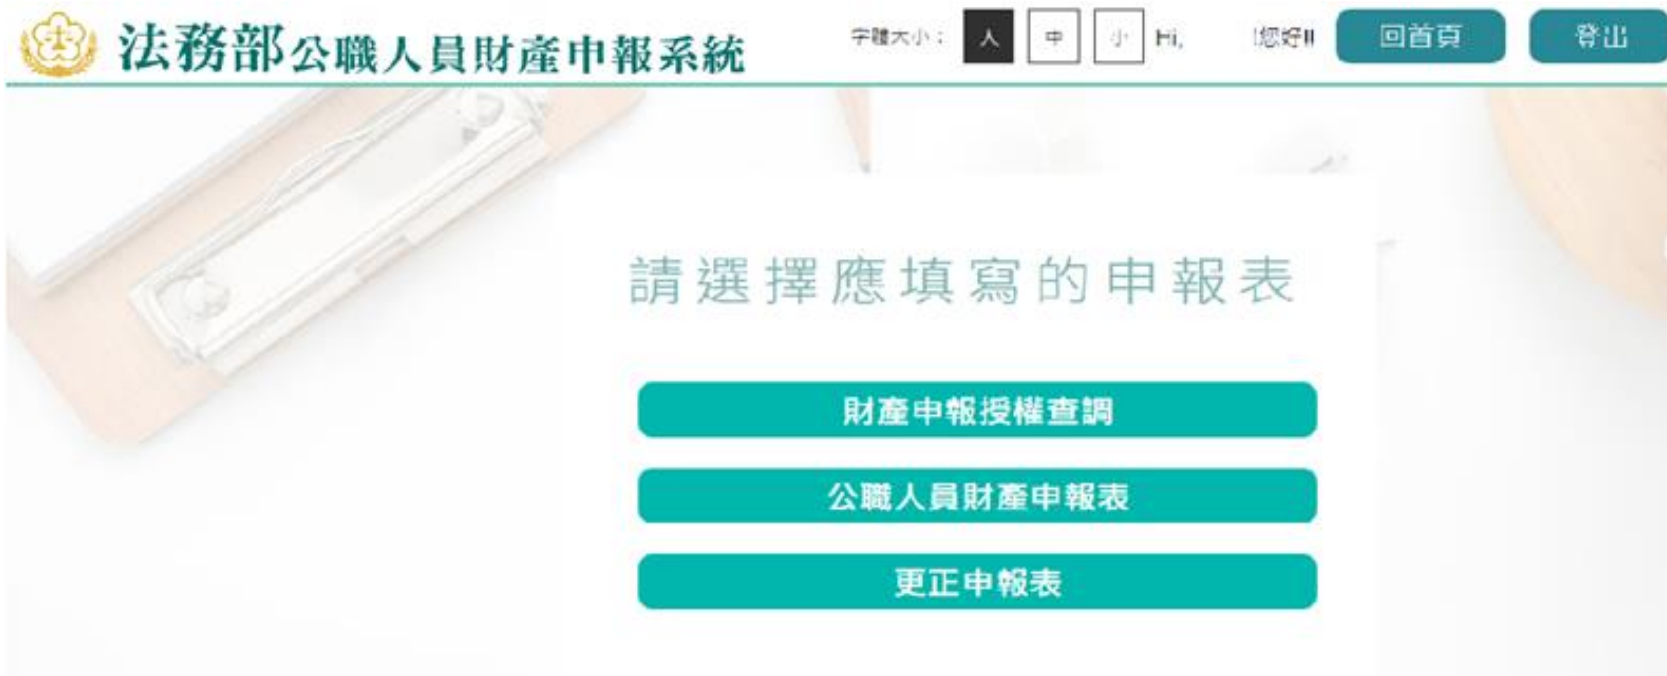 法務部公職人員財產申報系統
字體大小： 大 中 小 Hi, 您好!! 回首頁 登出
請選擇應填寫的申報表
財產申報授權查調
公職人員財產申報表
更正申報表